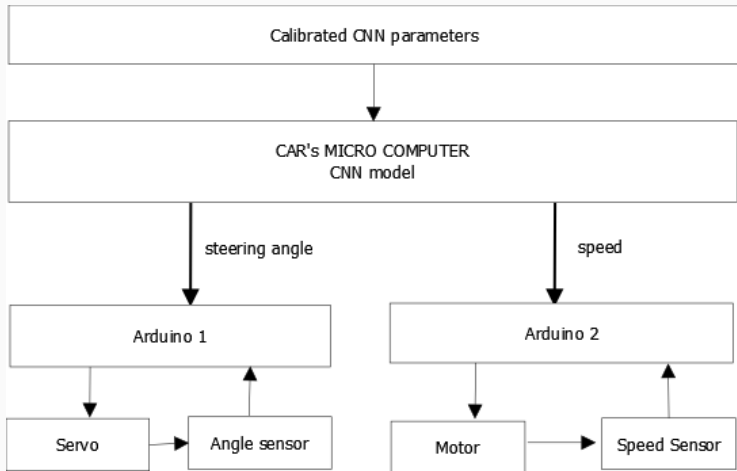 Calibrated CNN parameters
CAR's MICRO COMPUTER
CNN model
steering angle
speed
Arduino 1
Arduino 2
Servo
Angle sensor
Motor
Speed Sensor